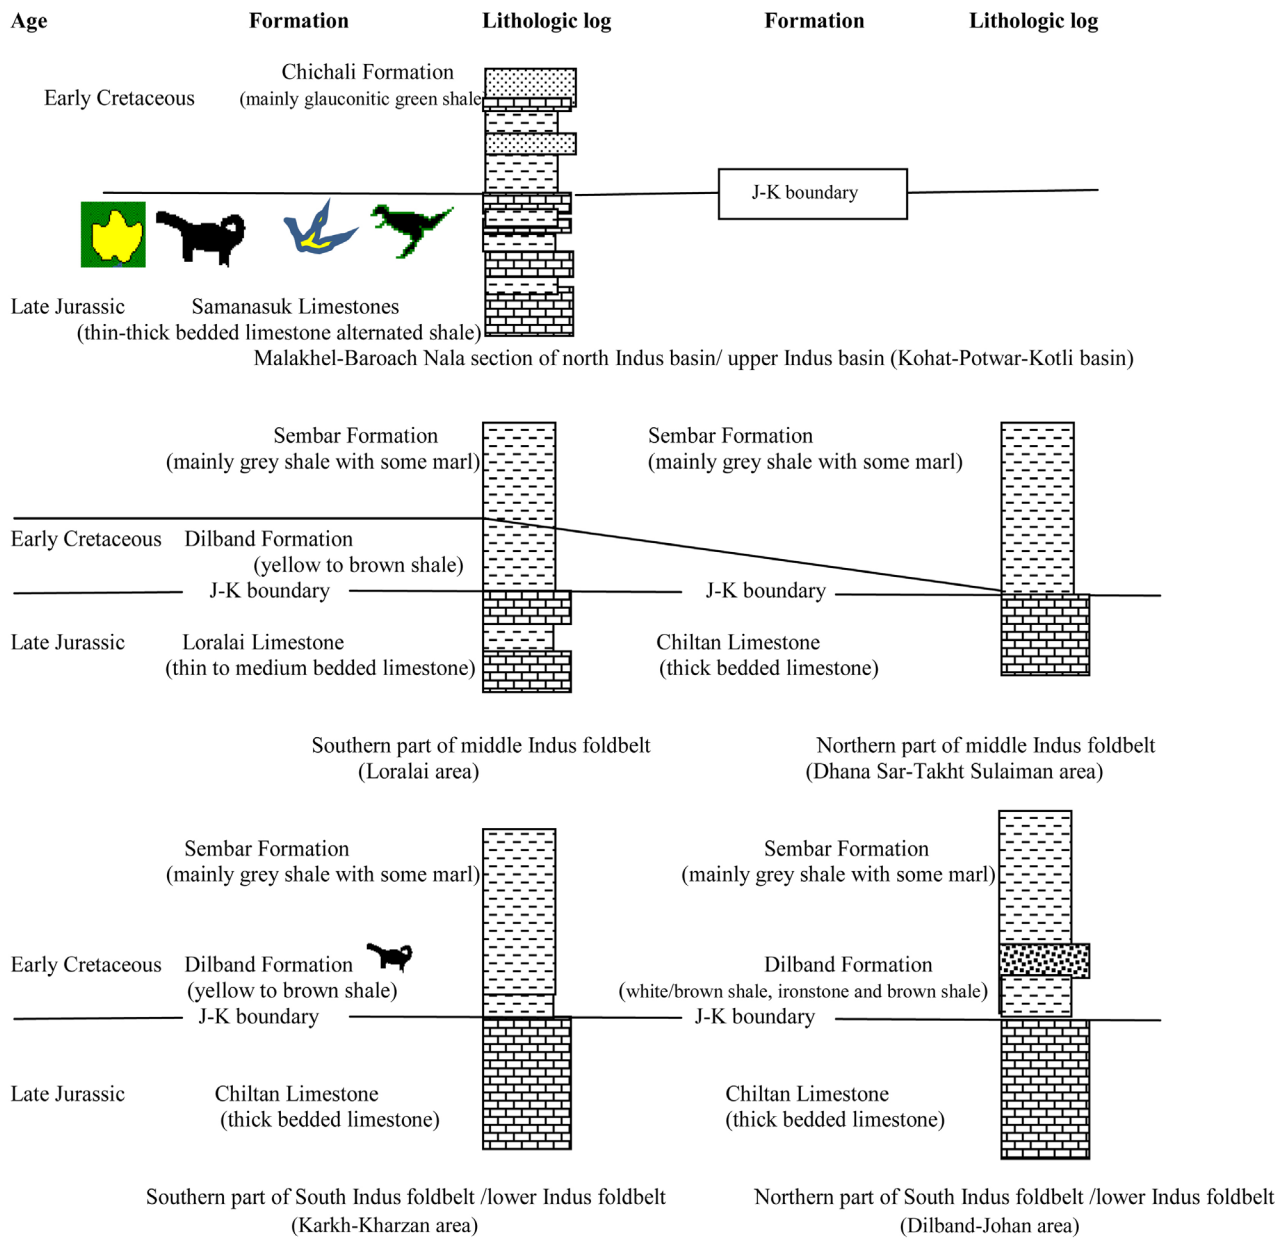 Age Formation Lithologic log Formation Lithologic log
Chichali Formation
Early Cretaceous (mainly glauconitic green shale
J-K boundary
Late Jurassic Samanasuk Limestones
(thin-thick bedded limestone alternated shale)
Malakhel-Baroach Nala section of north Indus basin/ upper Indus basin (Kohat-Potwar-Kotli basin)
Sembar Formation Sembar Formation
(mainly grey shale with some marl) (mainly grey shale with some marl)
Early Cretaceous Dilband Formation
(yellow to brown shale)
J-K boundary J-K boundary
Late Jurassic Loralai Limestone Chiltan Limestone
(thin to medium bedded limestone) (thick bedded limestone)
Southern part of middle Indus foldbelt Northern part of middle Indus foldbelt
(Loralai area) (Dhana Sar-Takht Sulaiman area)
Sembar Formation Sembar Formation
(mainly grey shale with some marl) (mainly grey shale with some marl)
Early Cretaceous Dilband Formation Dilband Formation
(yellow to brown shale) (white/brown shale, ironstone and brown shale)
J-K boundary J-K boundary
Late Jurassic Chiltan Limestone Chiltan Limestone
(thick bedded limestone) (thick bedded limestone)
Southern part of South Indus foldbelt /lower Indus foldbelt Northern part of South Indus foldbelt /lower Indus foldbelt
(Karkh-Kharzan area) (Dilband-Johan area)